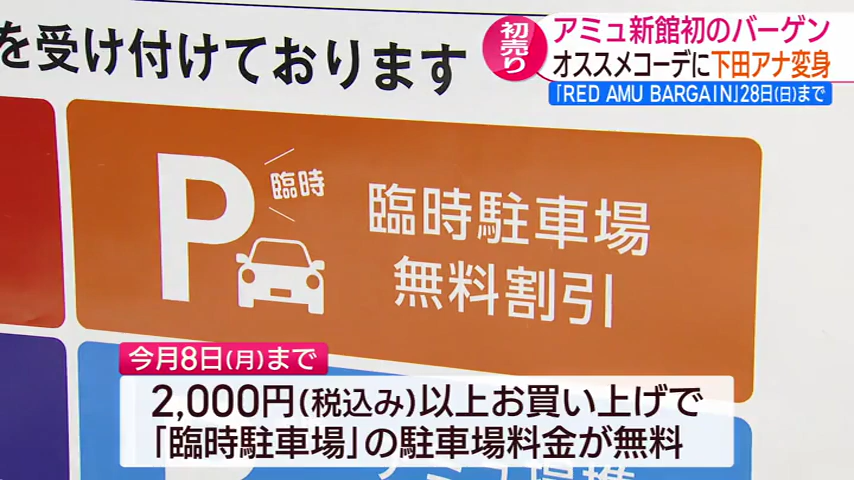 を受け付けております
初売り
アミュ新館初のバーゲン
オススメコーデに下田アナ変身
「RED AMU BARGAIN」28日(日)まで
P
臨時
臨時駐車場
無料割引
今月8日(月)まで
2,000円(税込み)以上お買い上げで
「臨時駐車場」の駐車場料金が無料